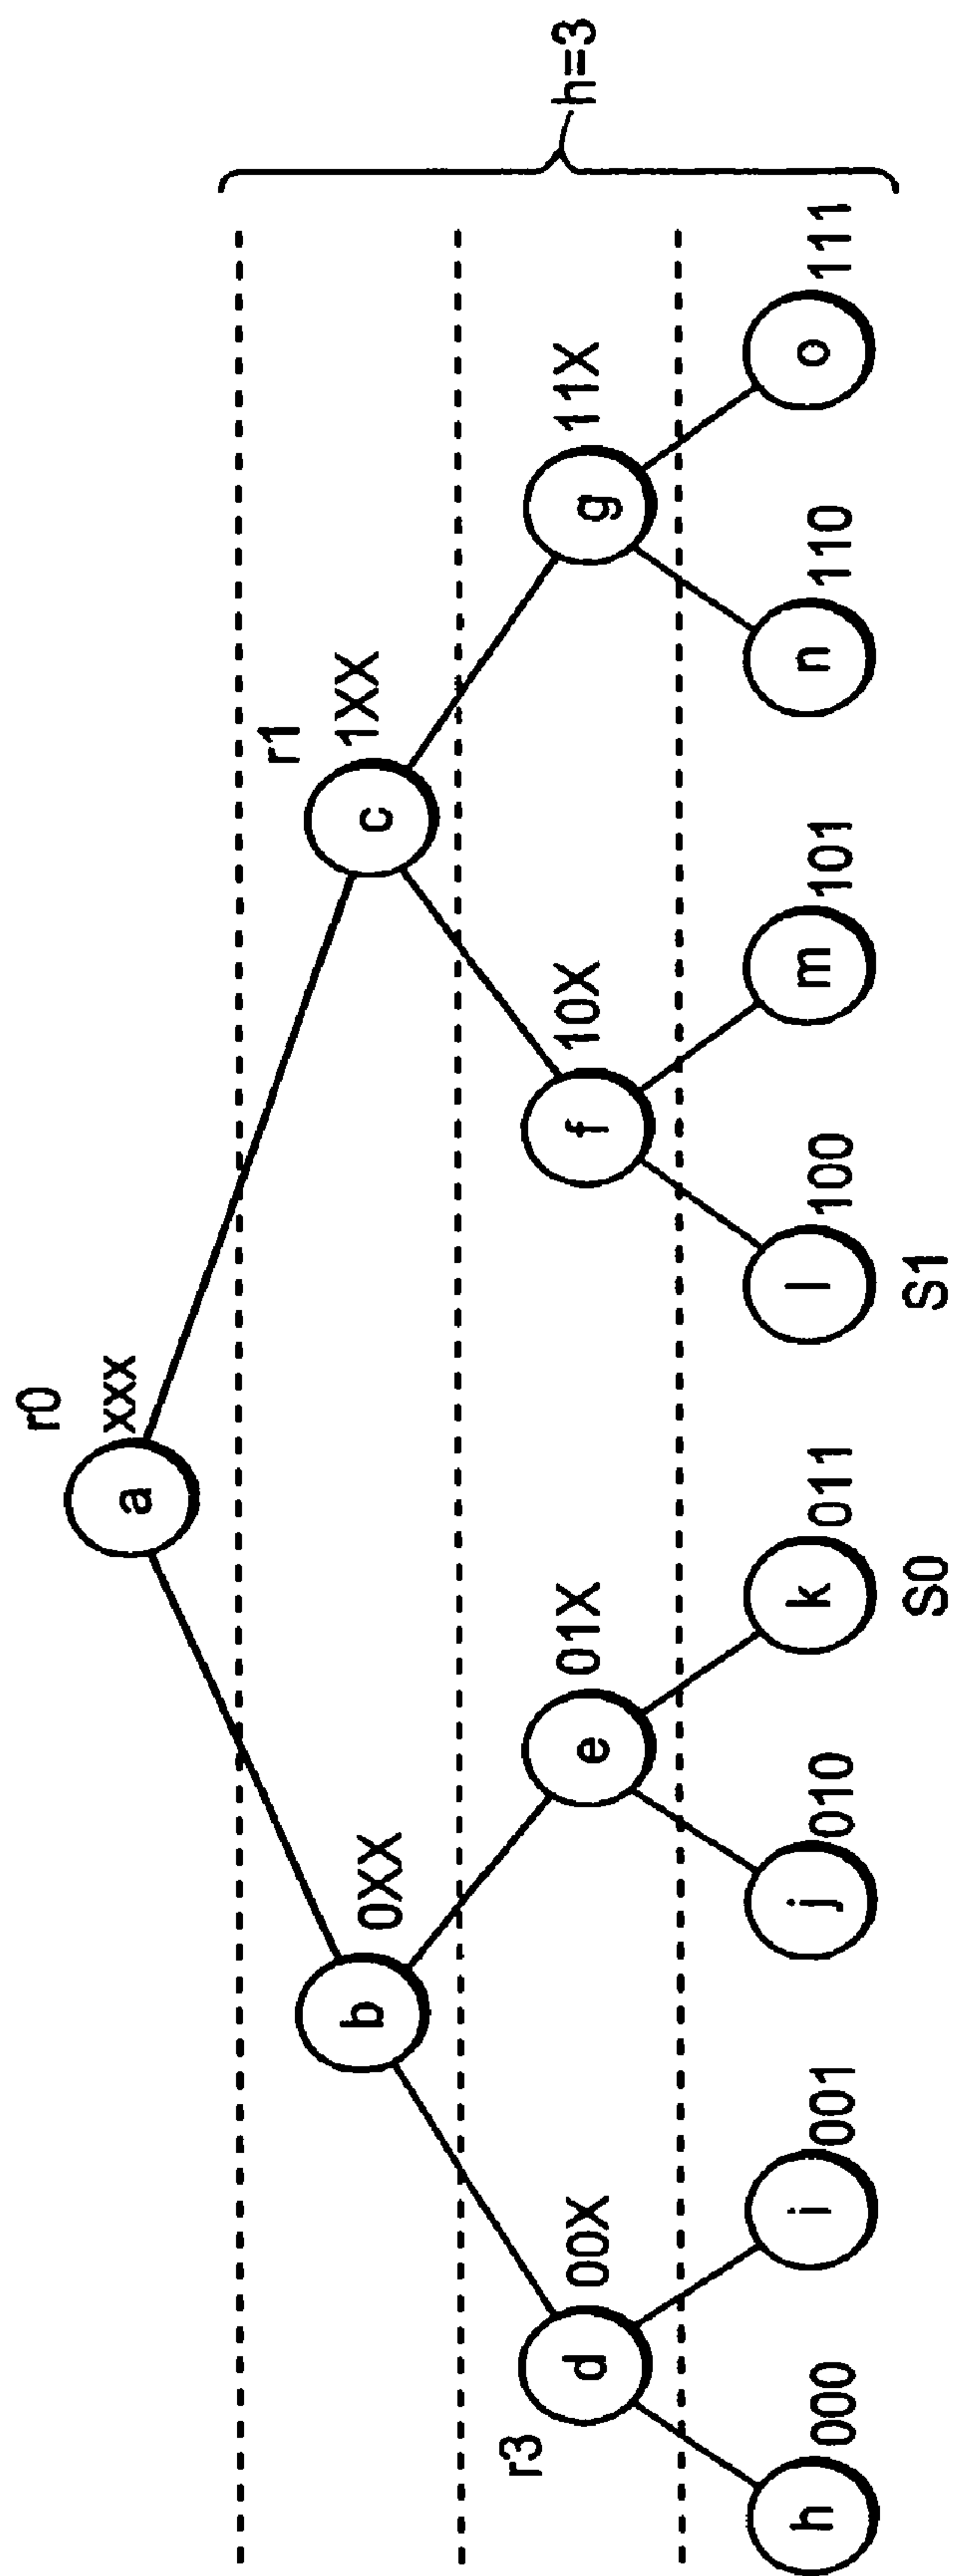 r0
a xxx
r1
b 0XX
c 1XX
r3
d 00X
e 01X
f 10X
g 11X
h 000
i 001
j 010
k 011
l 100
m 101
n 110
o 111
S0
S1
h=3